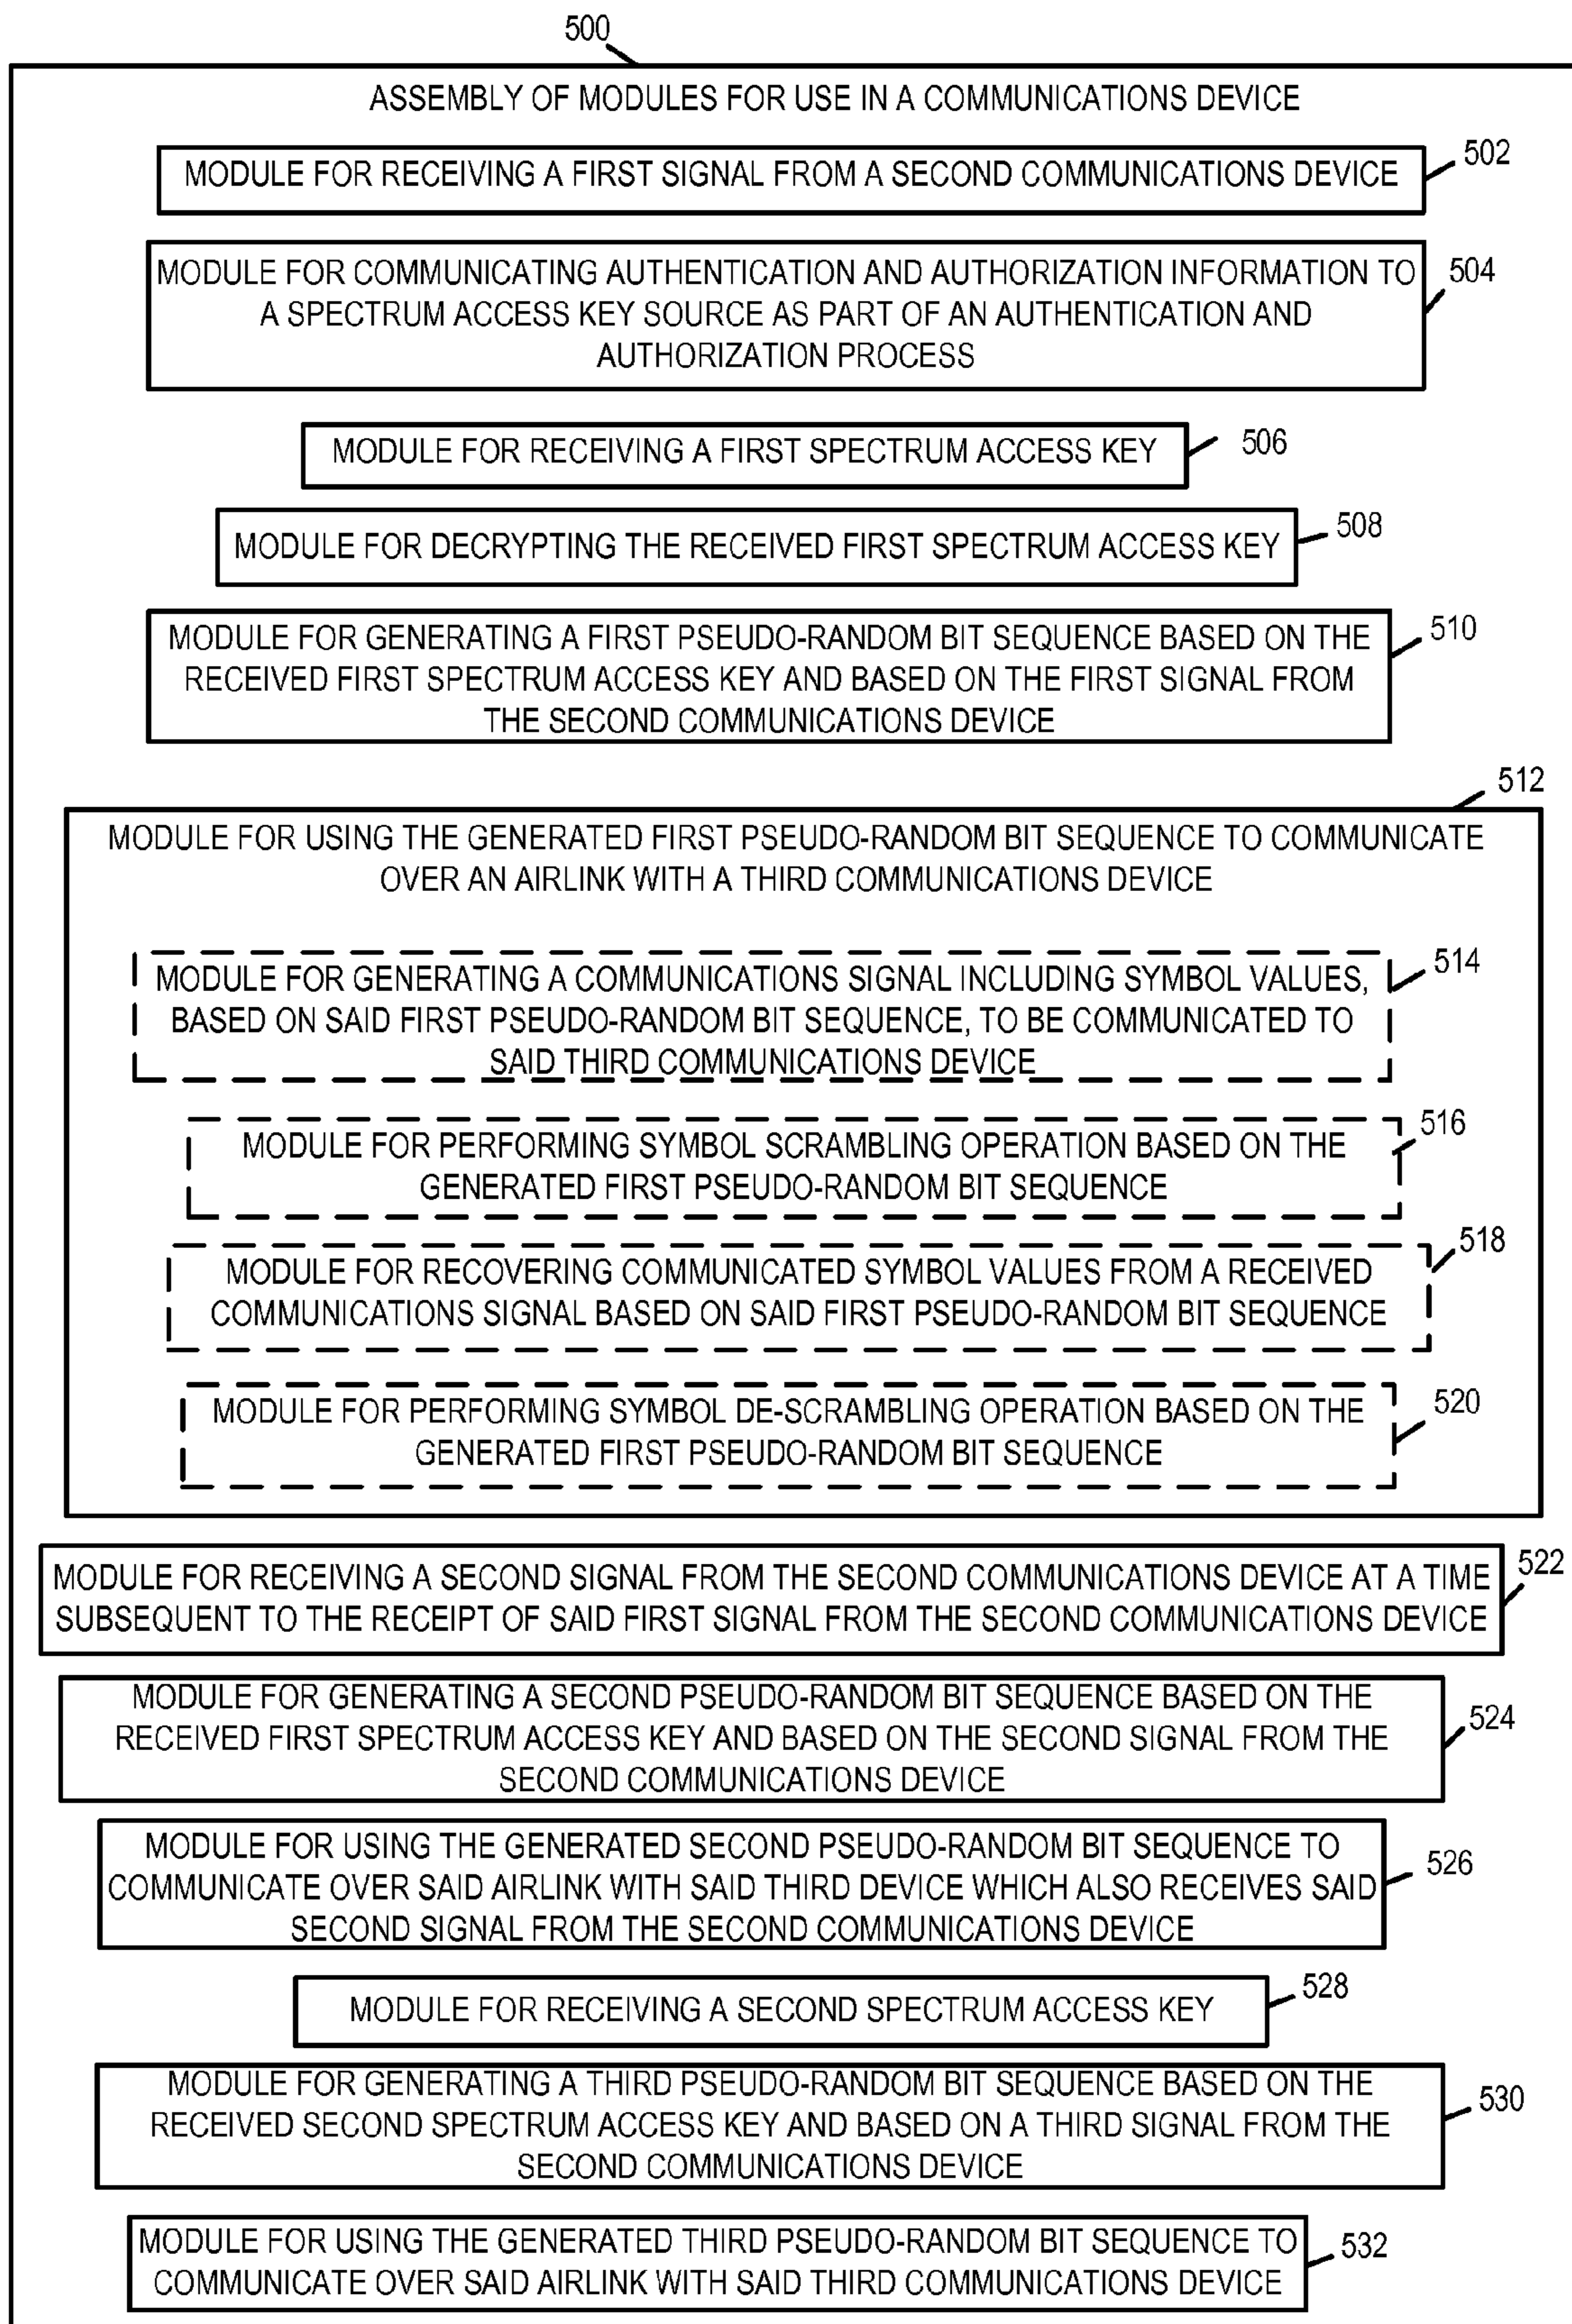 500
ASSEMBLY OF MODULES FOR USE IN A COMMUNICATIONS DEVICE
MODULE FOR RECEIVING A FIRST SIGNAL FROM A SECOND COMMUNICATIONS DEVICE
502
MODULE FOR COMMUNICATING AUTHENTICATION AND AUTHORIZATION INFORMATION TO
A SPECTRUM ACCESS KEY SOURCE AS PART OF AN AUTHENTICATION AND
AUTHORIZATION PROCESS
504
MODULE FOR RECEIVING A FIRST SPECTRUM ACCESS KEY
506
MODULE FOR DECRYPTING THE RECEIVED FIRST SPECTRUM ACCESS KEY
508
MODULE FOR GENERATING A FIRST PSEUDO-RANDOM BIT SEQUENCE BASED ON THE
RECEIVED FIRST SPECTRUM ACCESS KEY AND BASED ON THE FIRST SIGNAL FROM
THE SECOND COMMUNICATIONS DEVICE
510
512
MODULE FOR USING THE GENERATED FIRST PSEUDO-RANDOM BIT SEQUENCE TO COMMUNICATE
OVER AN AIRLINK WITH A THIRD COMMUNICATIONS DEVICE
MODULE FOR GENERATING A COMMUNICATIONS SIGNAL INCLUDING SYMBOL VALUES,
BASED ON SAID FIRST PSEUDO-RANDOM BIT SEQUENCE, TO BE COMMUNICATED TO
SAID THIRD COMMUNICATIONS DEVICE
514
MODULE FOR PERFORMING SYMBOL SCRAMBLING OPERATION BASED ON THE
GENERATED FIRST PSEUDO-RANDOM BIT SEQUENCE
516
MODULE FOR RECOVERING COMMUNICATED SYMBOL VALUES FROM A RECEIVED
COMMUNICATIONS SIGNAL BASED ON SAID FIRST PSEUDO-RANDOM BIT SEQUENCE
518
MODULE FOR PERFORMING SYMBOL DE-SCRAMBLING OPERATION BASED ON THE
GENERATED FIRST PSEUDO-RANDOM BIT SEQUENCE
520
MODULE FOR RECEIVING A SECOND SIGNAL FROM THE SECOND COMMUNICATIONS DEVICE AT A TIME
SUBSEQUENT TO THE RECEIPT OF SAID FIRST SIGNAL FROM THE SECOND COMMUNICATIONS DEVICE
522
MODULE FOR GENERATING A SECOND PSEUDO-RANDOM BIT SEQUENCE BASED ON THE
RECEIVED FIRST SPECTRUM ACCESS KEY AND BASED ON THE SECOND SIGNAL FROM THE
SECOND COMMUNICATIONS DEVICE
524
MODULE FOR USING THE GENERATED SECOND PSEUDO-RANDOM BIT SEQUENCE TO
COMMUNICATE OVER SAID AIRLINK WITH SAID THIRD DEVICE WHICH ALSO RECEIVES SAID
SECOND SIGNAL FROM THE SECOND COMMUNICATIONS DEVICE
526
MODULE FOR RECEIVING A SECOND SPECTRUM ACCESS KEY
528
MODULE FOR GENERATING A THIRD PSEUDO-RANDOM BIT SEQUENCE BASED ON THE
RECEIVED SECOND SPECTRUM ACCESS KEY AND BASED ON A THIRD SIGNAL FROM THE
SECOND COMMUNICATIONS DEVICE
530
MODULE FOR USING THE GENERATED THIRD PSEUDO-RANDOM BIT SEQUENCE TO
COMMUNICATE OVER SAID AIRLINK WITH SAID THIRD COMMUNICATIONS DEVICE
532